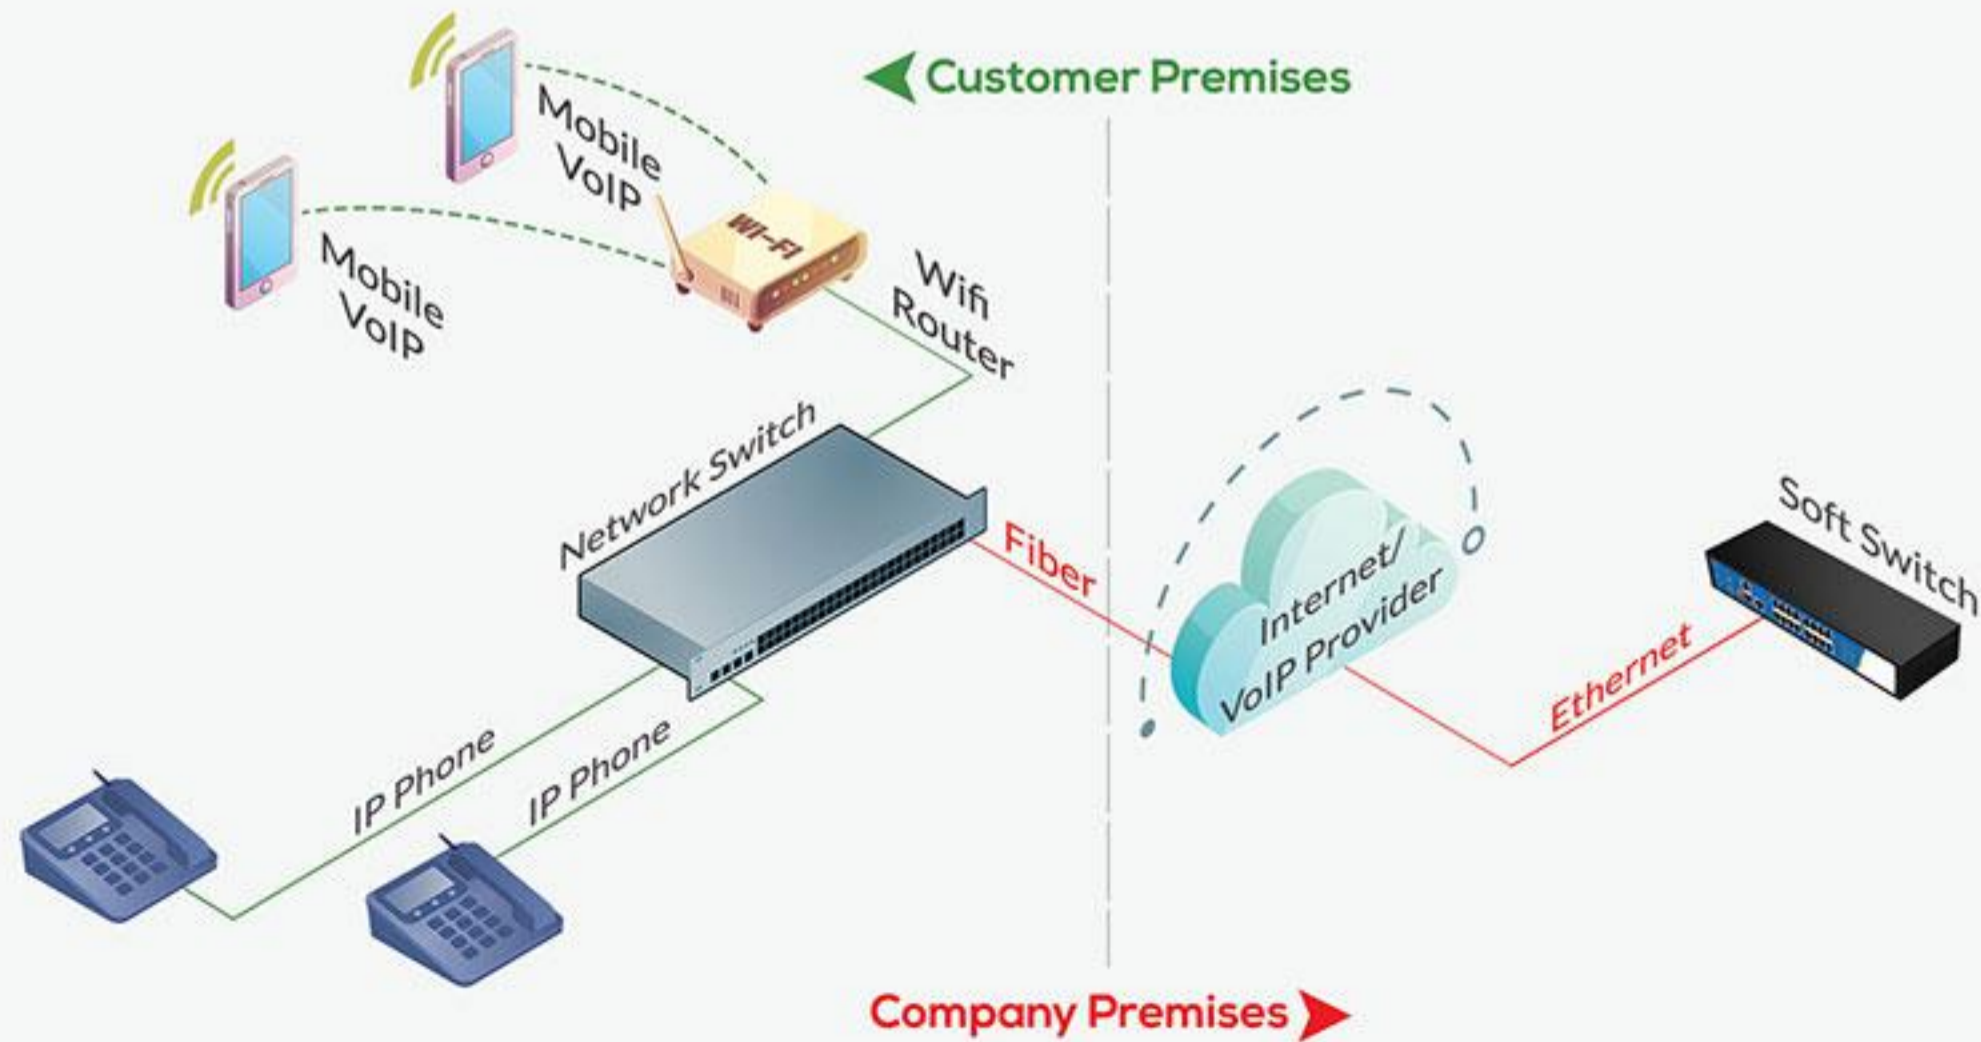 Customer Premises
Mobile
VoIP
Mobile
VoIP
WI-FI
Wifi
Router
Network Switch
Fiber
Internet/
VoIP Provider
Soft Switch
Ethernet
IP Phone
IP Phone
Company Premises